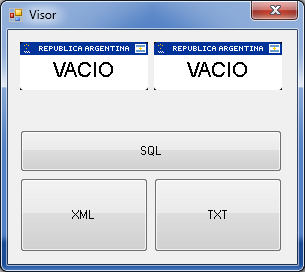 Visor
REPUBLICA ARGENTINA REPUBLICA ARGENTINA
VACIO VACIO
SQL
XML TXT